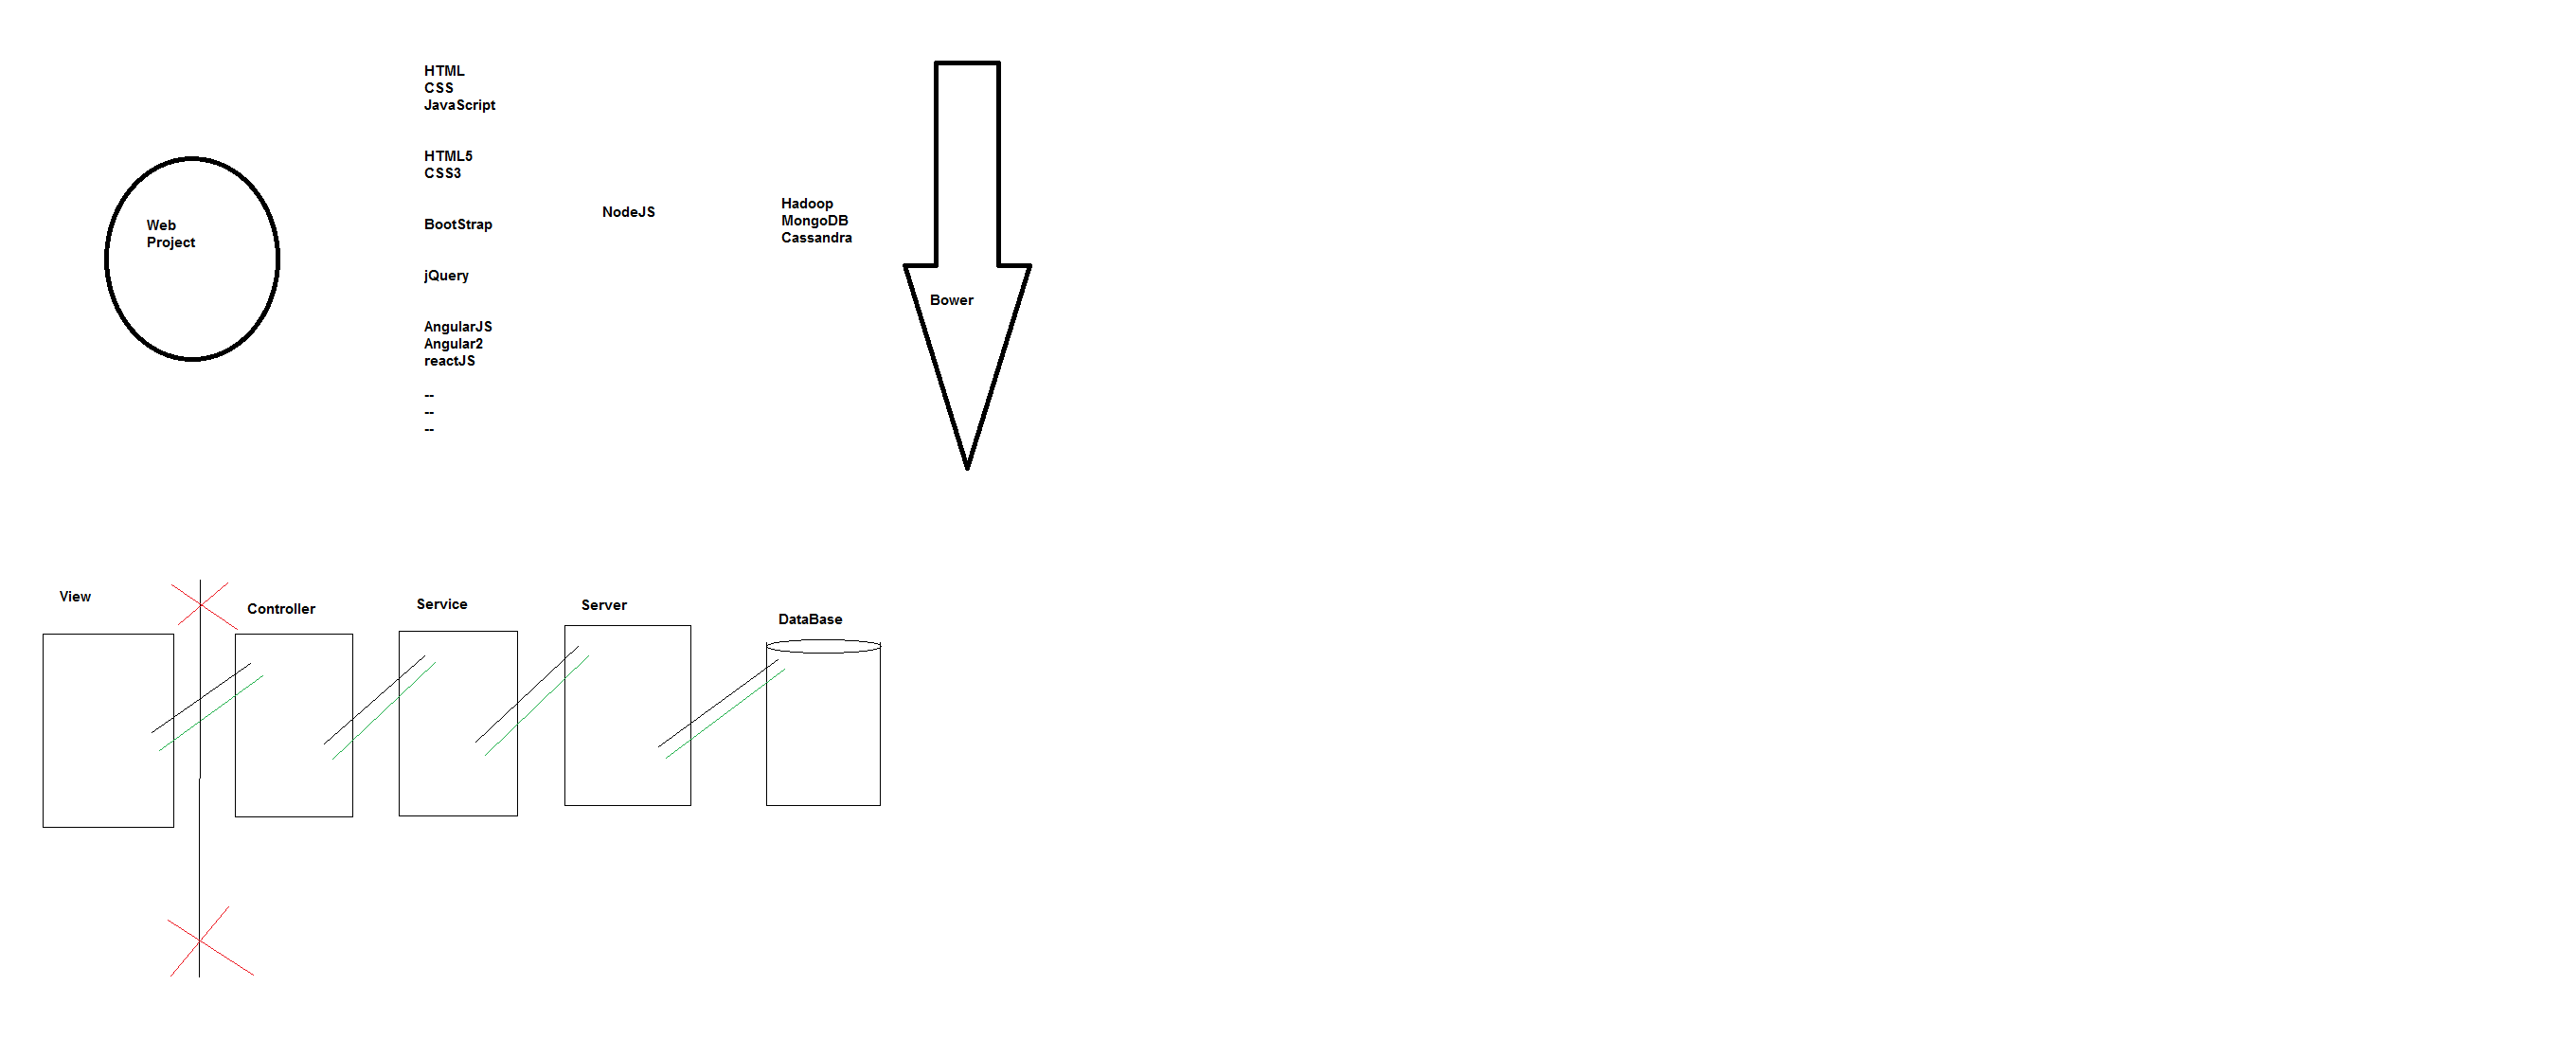 HTML
CSS
JavaScript
HTML5
CSS3
Web
Project
BootStrap
jQuery
AngularJS
Angular2
reactJS
--
--
--
NodeJS
Hadoop
MongoDB
Cassandra
Bower
View
Controller
Service
Server
DataBase